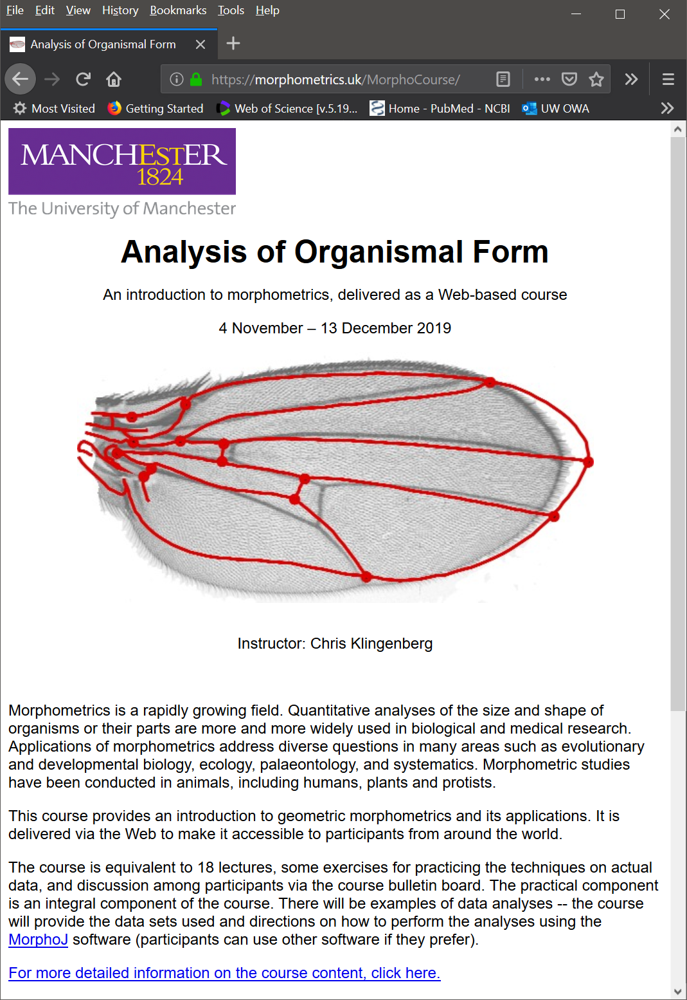 File Edit View History Bookmarks Tools Help
Analysis of Organismal Form
https://morphometrics.uk/MorphoCourse/
Most Visited Getting Started Web of Science [v.5.19... Home - PubMed - NCBI UW OWA
MANCHESTER
1824
The University of Manchester
Analysis of Organismal Form
An introduction to morphometrics, delivered as a Web-based course
4 November – 13 December 2019
Instructor: Chris Klingenberg
Morphometrics is a rapidly growing field. Quantitative analyses of the size and shape of
organisms or their parts are more and more widely used in biological and medical research.
Applications of morphometrics address diverse questions in many areas such as evolutionary
and developmental biology, ecology, palaeontology, and systematics. Morphometric studies
have been conducted in animals, including humans, plants and protists.
This course provides an introduction to geometric morphometrics and its applications. It is
delivered via the Web to make it accessible to participants from around the world.
The course is equivalent to 18 lectures, some exercises for practicing the techniques on actual
data, and discussion among participants via the course bulletin board. The practical component
is an integral component of the course. There will be examples of data analyses -- the course
will provide the data sets used and directions on how to perform the analyses using the
MorphoJ software (participants can use other software if they prefer).
For more detailed information on the course content, click here.